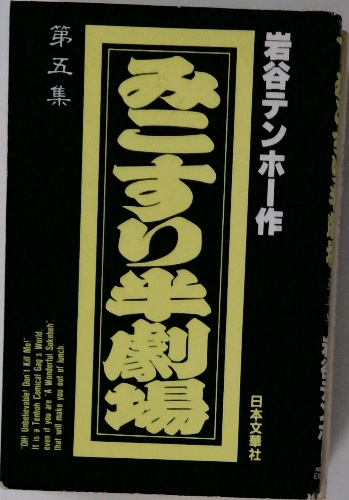 岩谷テンホー作
みこすり半劇場
第五集
日本文華社
"OH! Unbelievable! Don't Kill Me!"
It is a Tenhoh Comical Gag's World.
even if you are "A Wonderful Sukebeh".
that will make you out of lunch.